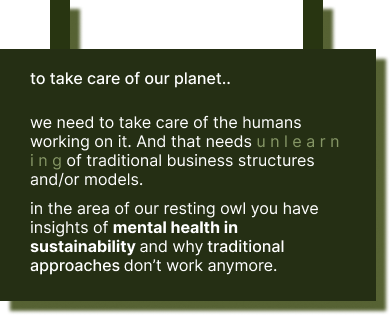 to take care of our planet..
we need to take care of the humans
working on it. And that needs u n l e a r n
i n g of traditional business structures
and/or models.
in the area of our resting owl you have
insights of mental health in
sustainability and why traditional
approaches don't work anymore.